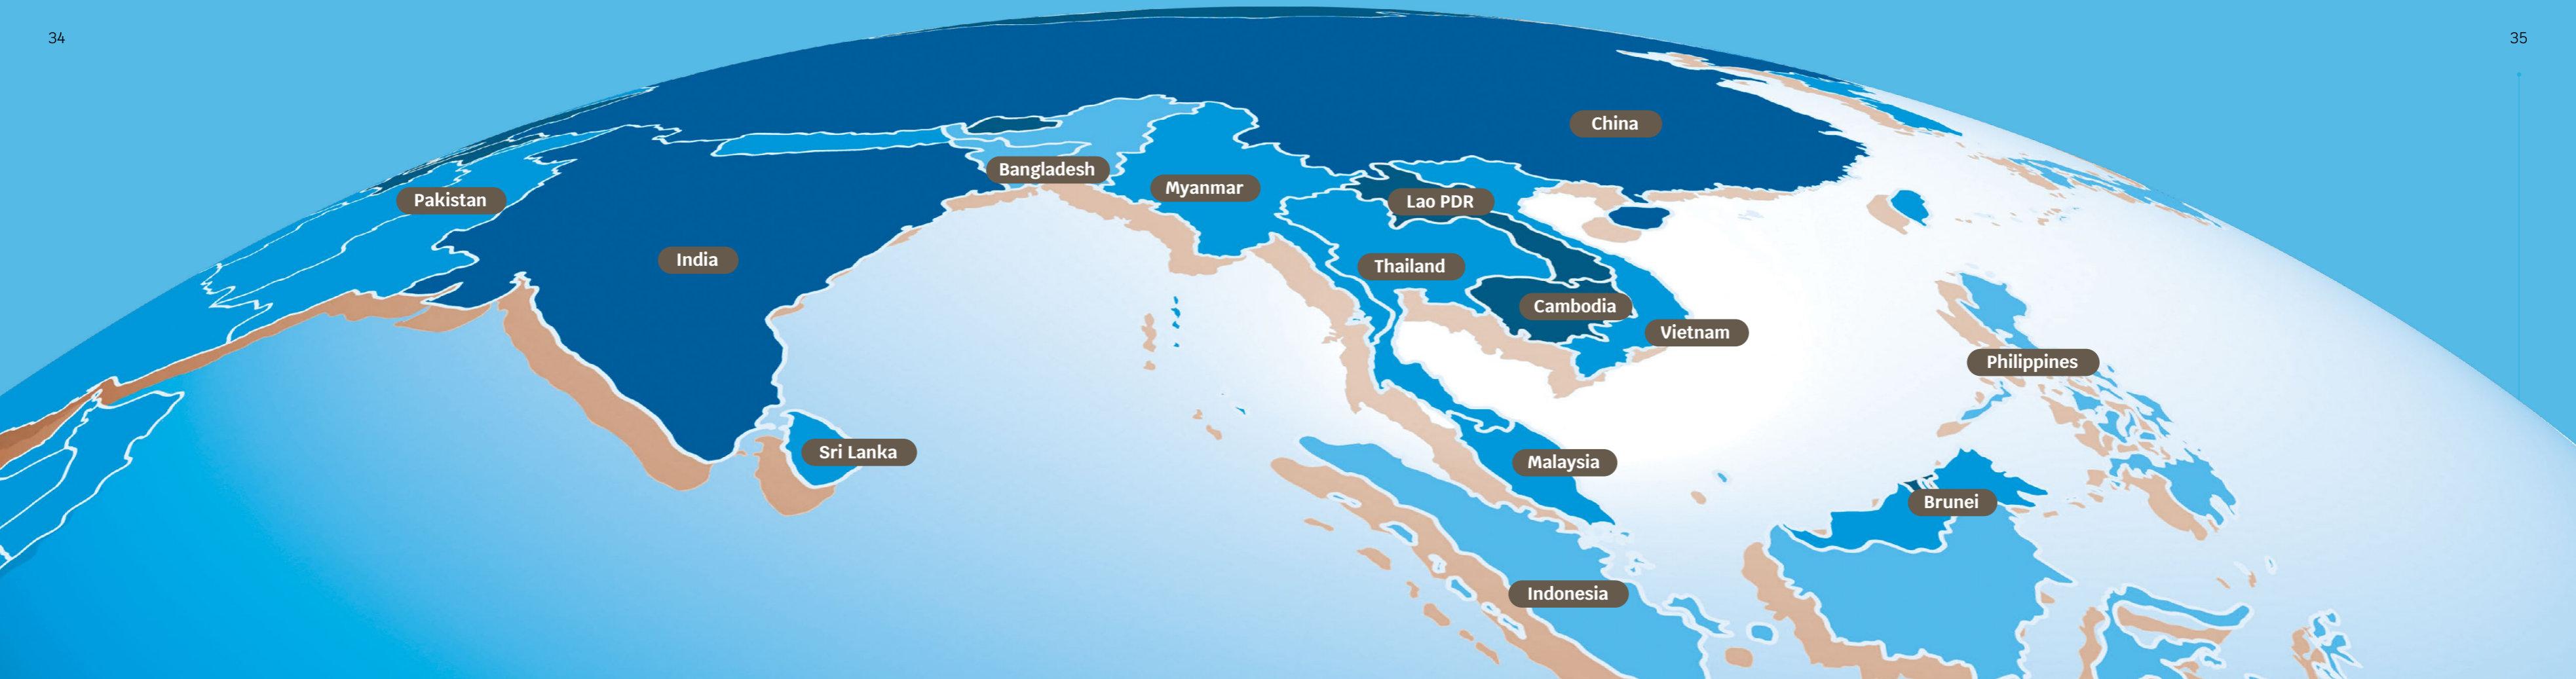 34
35
China
Bangladesh
Myanmar
Pakistan
Lao PDR
India
Thailand
Cambodia
Vietnam
Philippines
Sri Lanka
Malaysia
Brunei
Indonesia